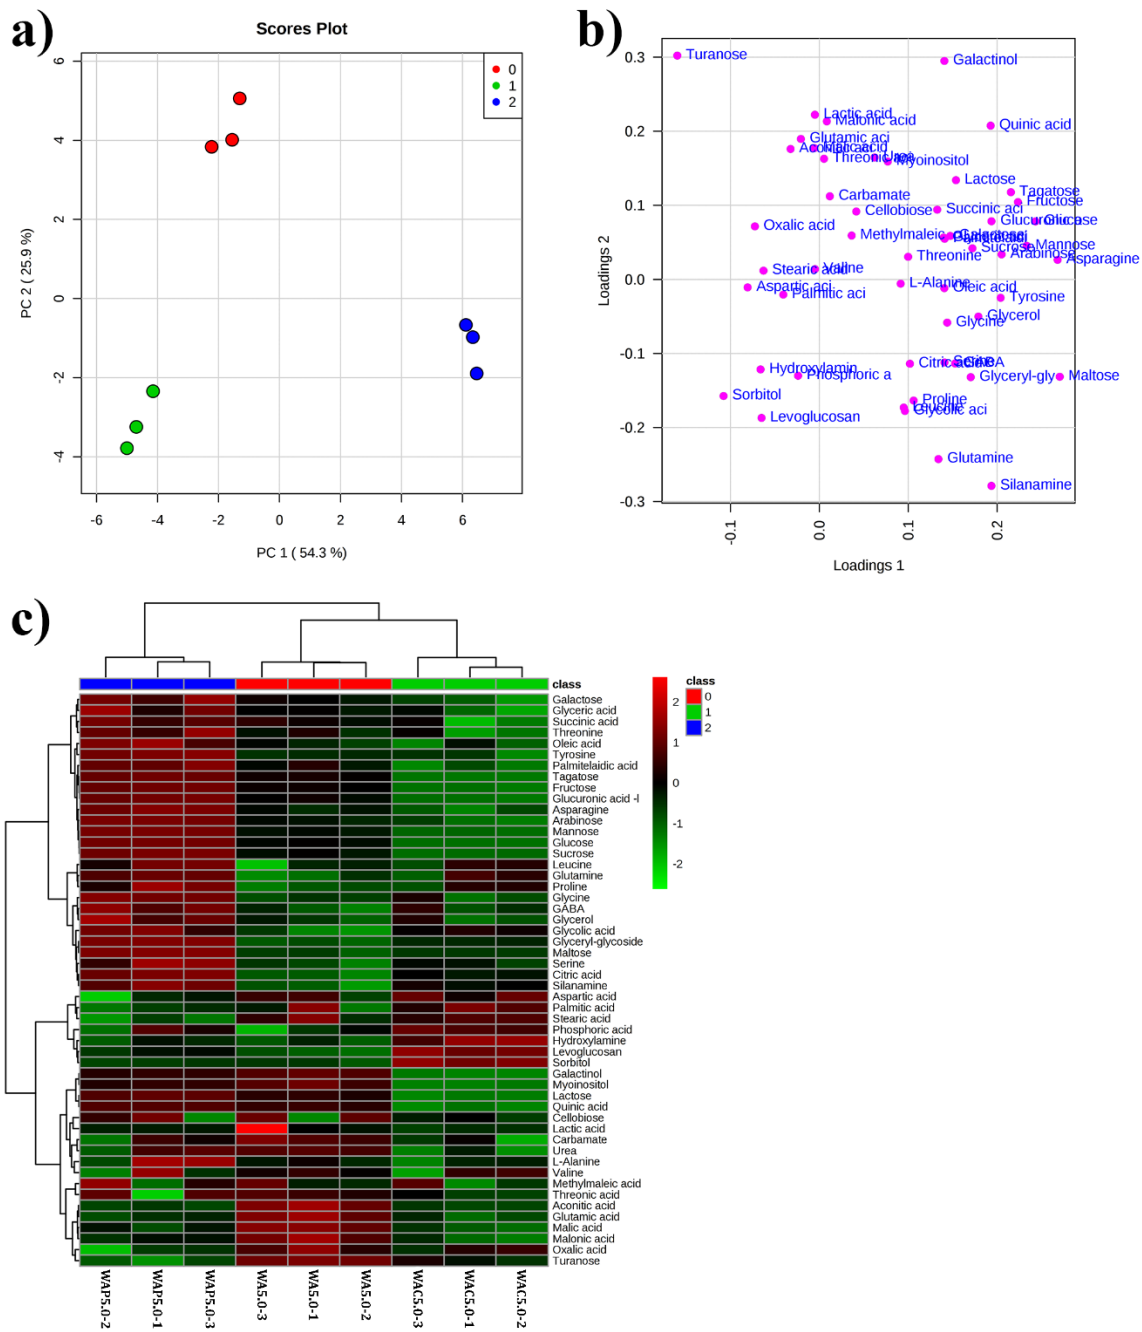 a)
Scores Plot
0
1
2
6
4
2
0
-2
-4
PC 2 ( 25.9 %)
-6
-4
-2
0
2
4
6
PC 1 ( 54.3 %)
b)
0.3
0.2
0.1
0.0
-0.1
-0.2
-0.3
Loadings 2
Turanose
Galactinol
Lactic acid
Malonic acid
Quinic acid
Glutamic aci
Myoinositol
Lactose
Tagatose
Carbamate
Fructose
Cellobiose
Succinic aci
Oxalic acid
Methylmaleic
Mannose
Threonine
Sucrose
Arabinose
Asparagine
Stearic acid
Valine
Aspartic aci
Palmitic aci
L-Alanine
Oleic acid
Tyrosine
Glycine
Glycerol
Hydroxylamin
Phosphoric a
Citric acid
GABA
Glyceryl-gly
Maltose
Sorbitol
Proline
Levoglucosan
Glycolic aci
Glutamine
Silanamine
-0.1
0.0
0.1
0.2
Loadings 1
c)
class
Galactose
Glyceric acid
Succinic acid
Threonine
Oleic acid
Tyrosine
Palmitelaidic acid
Tagatose
Fructose
Glucuronic acid -l
Asparagine
Arabinose
Mannose
Glucose
Sucrose
Leucine
Glutamine
Proline
Glycine
GABA
Glycerol
Glycolic acid
Glyceryl-glycoside
Maltose
Serine
Citric acid
Silanamine
Aspartic acid
Palmitic acid
Stearic acid
Phosphoric acid
Hydroxylamine
Levoglucosan
Sorbitol
Galactinol
Myoinositol
Lactose
Quinic acid
Cellobiose
Lactic acid
Carbamate
Urea
L-Alanine
Valine
Methylmaleic acid
Threonic acid
Aconitic acid
Glutamic acid
Malic acid
Malonic acid
Oxalic acid
Turanose
2
1
0
-1
-2
class
0
1
2
WAP5.0-2
WAP5.0-1
WAP5.0-3
WA5.0-3
WA5.0-1
WA5.0-2
WAC5.0-3
WAC5.0-1
WAC5.0-2